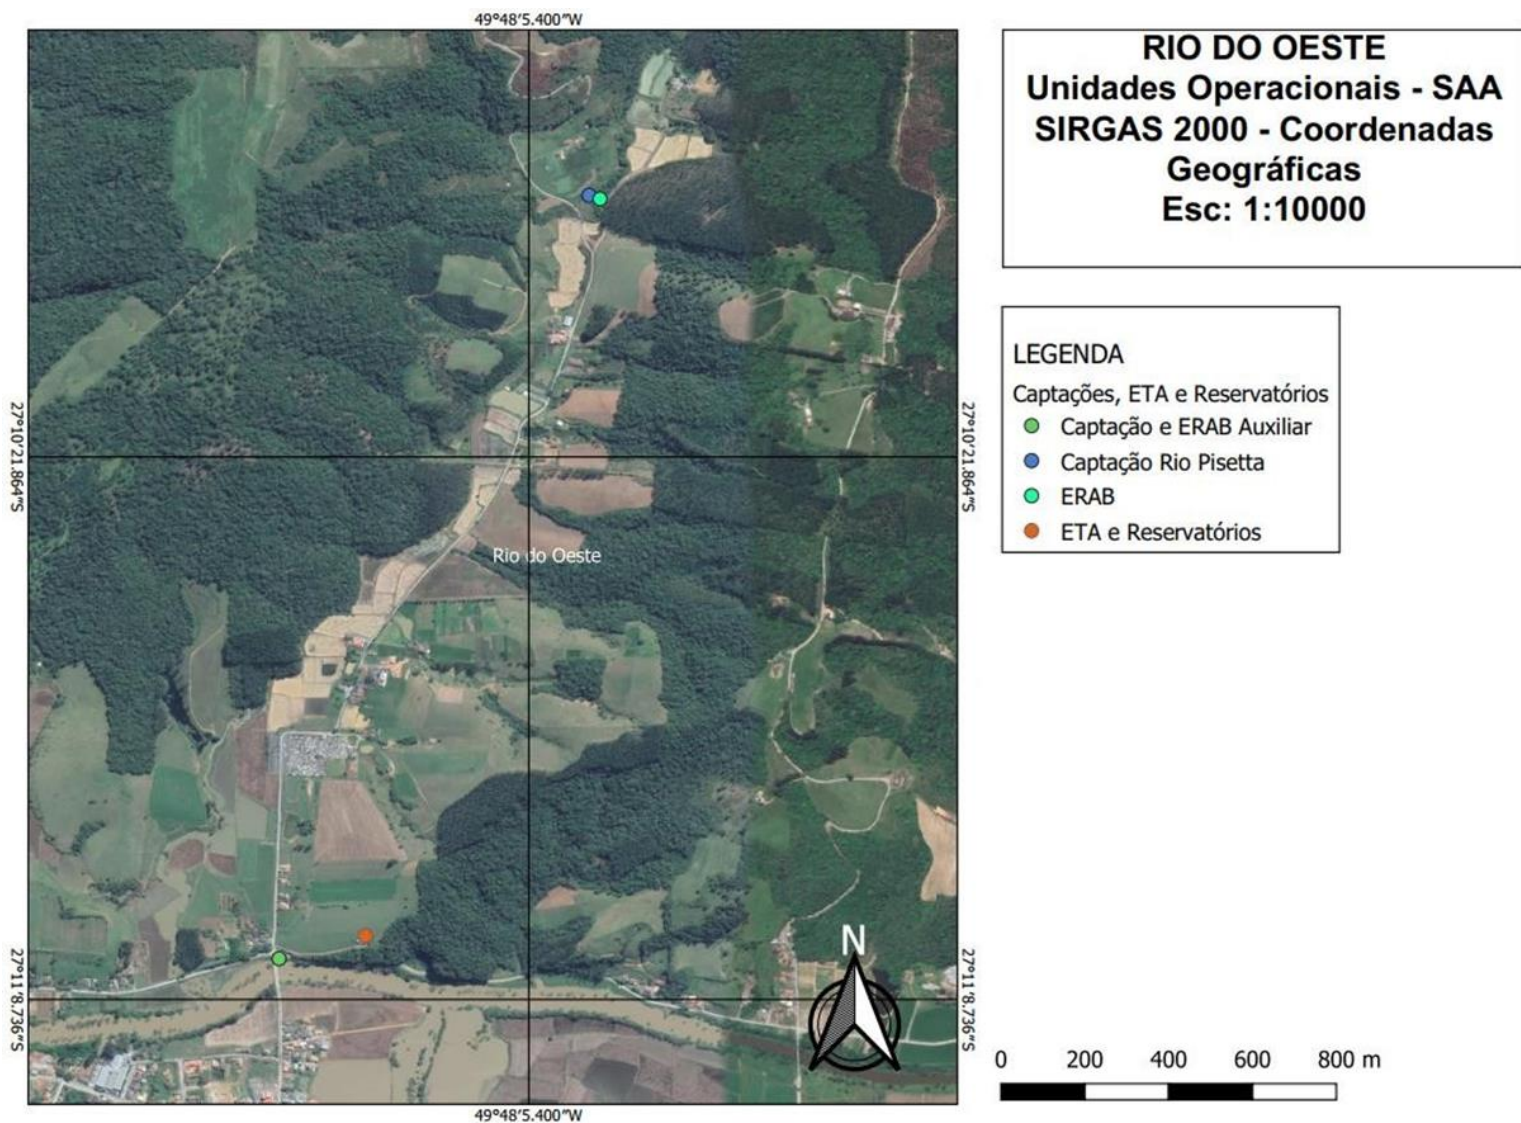 49°48'5.400"W
RIO DO OESTE
Unidades Operacionais - SAA
SIRGAS 2000 - Coordenadas
Geográficas
Esc: 1:10000
LEGENDA
Captações, ETA e Reservatórios
Captação e ERAB Auxiliar
Captação Rio Pisetta
ERAB
ETA e Reservatórios
27°10'21.864"S
27°10'21.864"S
Rio do Oeste
N
27°11'8.736"S
27°11'8.736"S
0 200 400 600 800 m
49°48'5.400"W